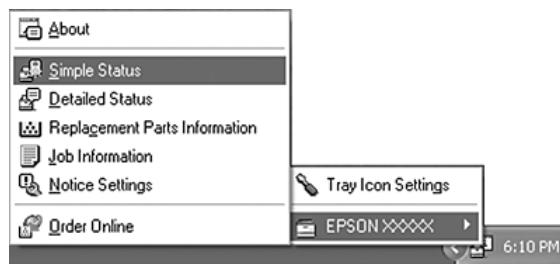 About
Simple Status
Detailed Status
Replacement Parts Information
Job Information
Notice Settings
Order Online
Tray Icon Settings
EPSON XXXXX
6:10 PM